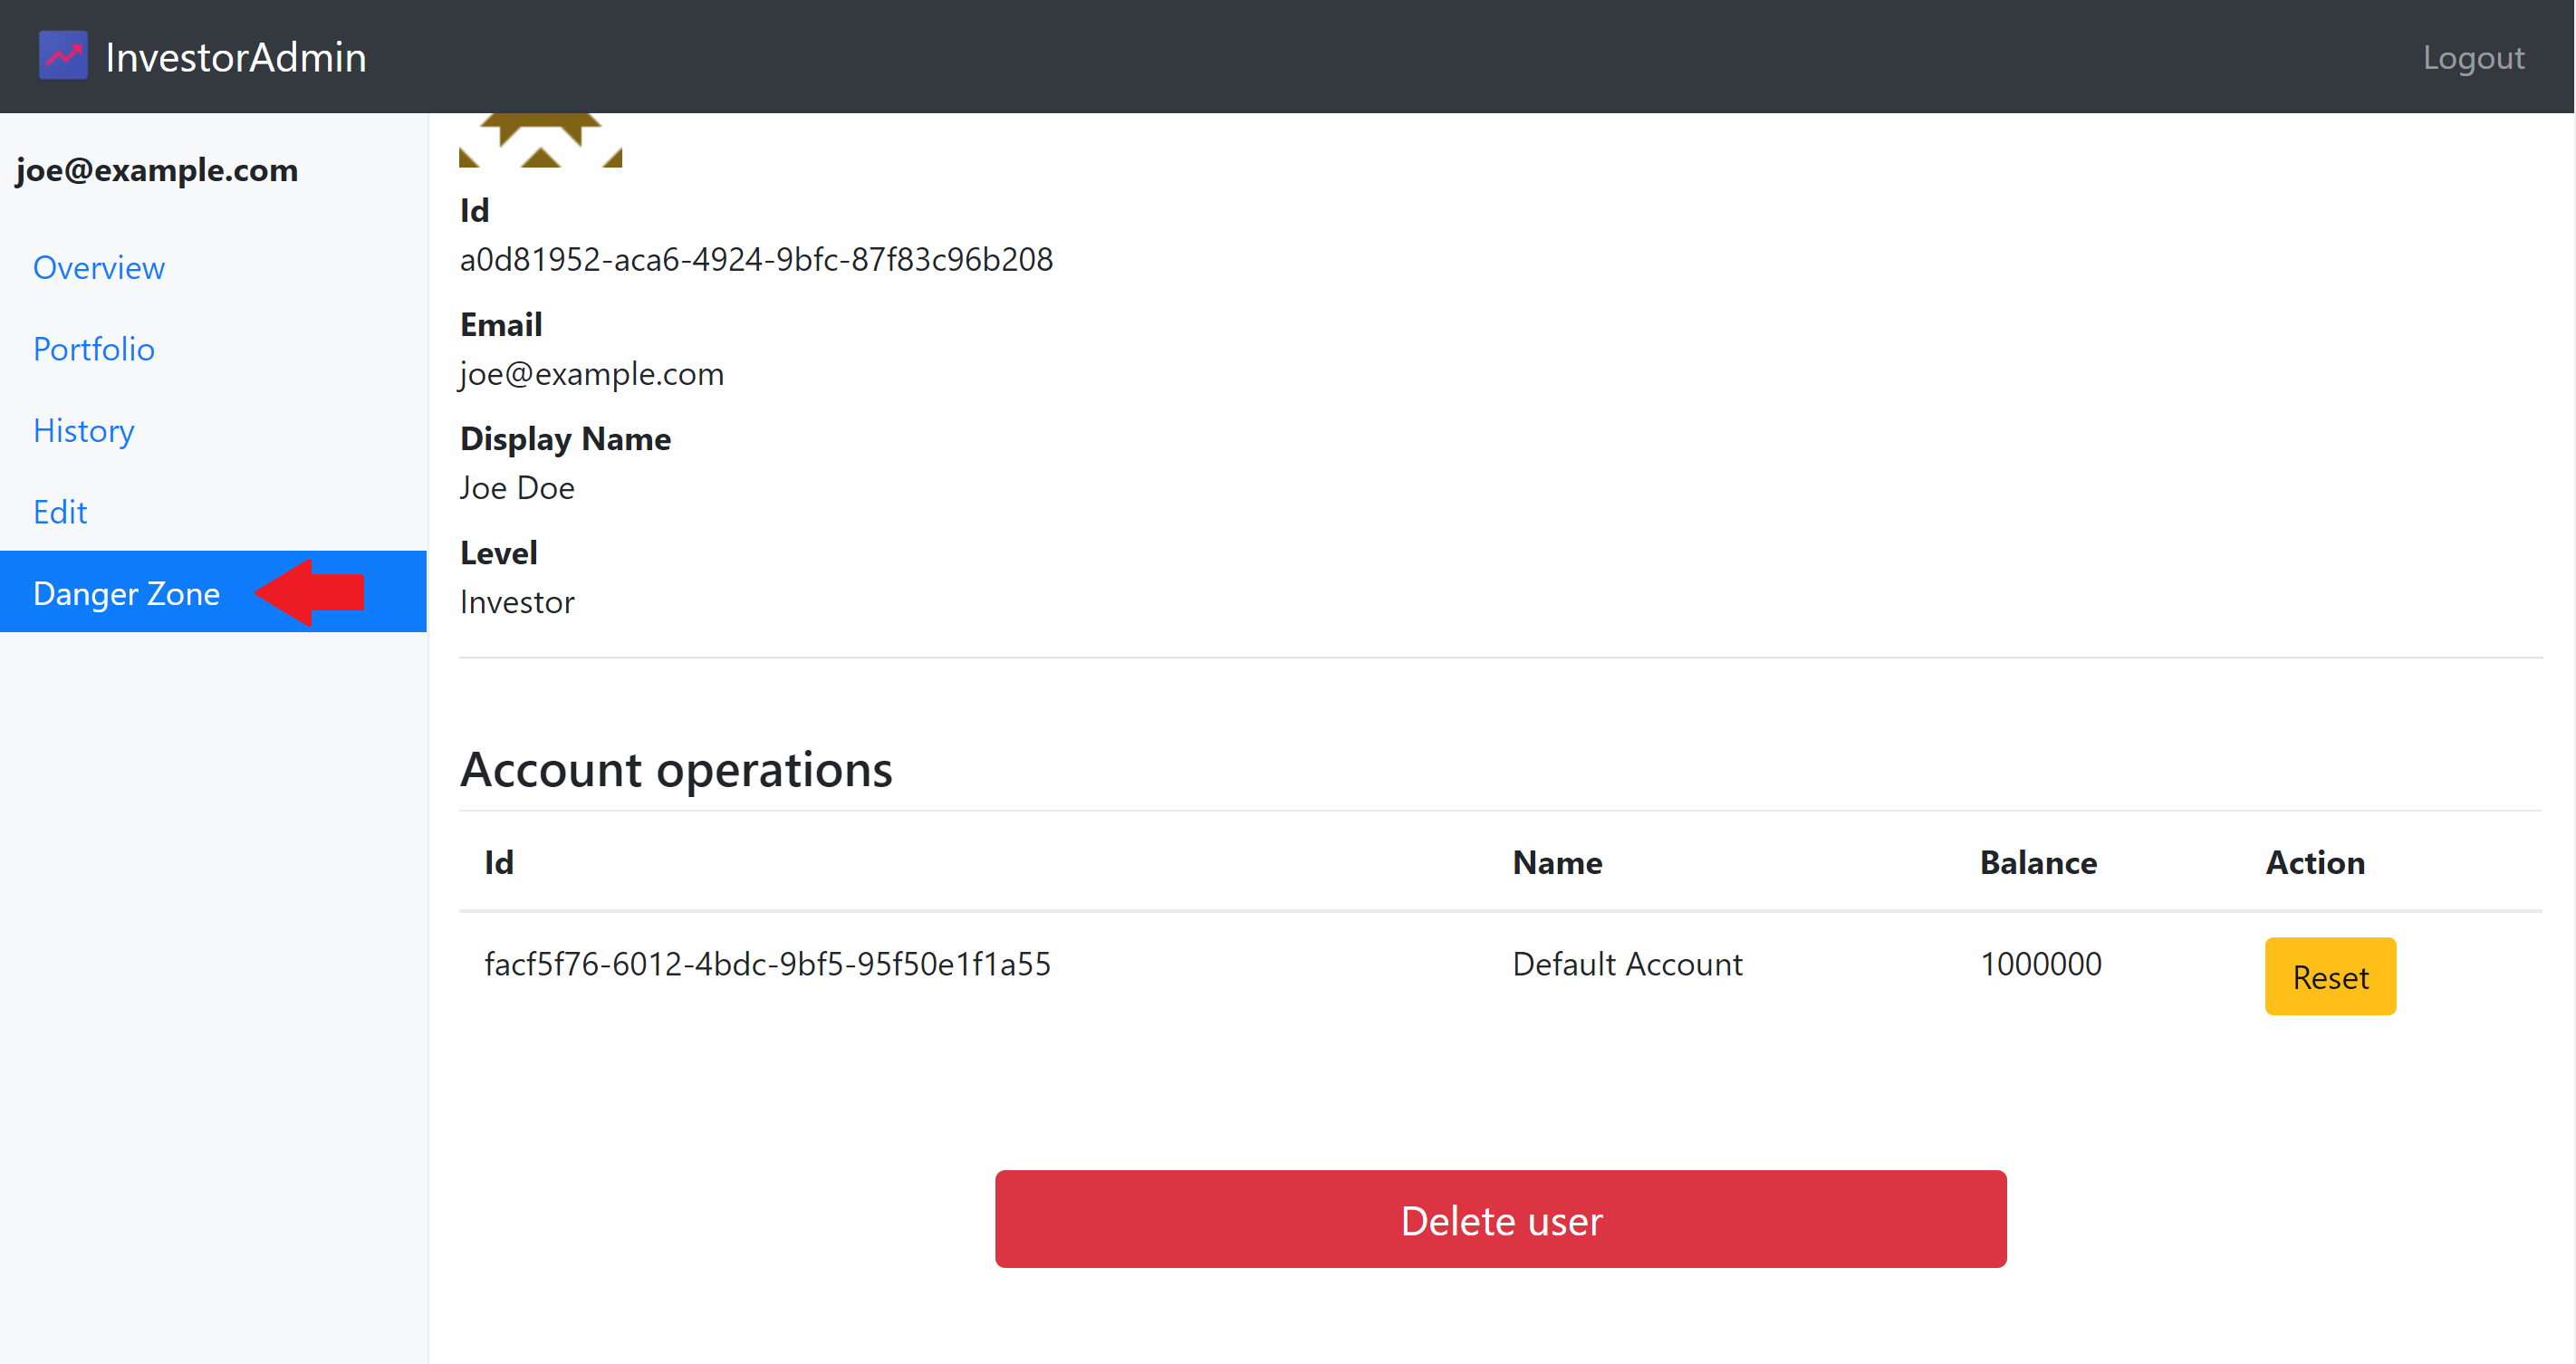 InvestorAdmin
Logout
joe@example.com
Overview
Portfolio
History
Edit
Danger Zone
Id
a0d81952-aca6-4924-9bfc-87f83c96b208
Email
joe@example.com
Display Name
Joe Doe
Level
Investor
Account operations
Id Name Balance Action
facf5f76-6012-4bdc-9bf5-95f50e1f1a55 Default Account 1000000 Reset
Delete user